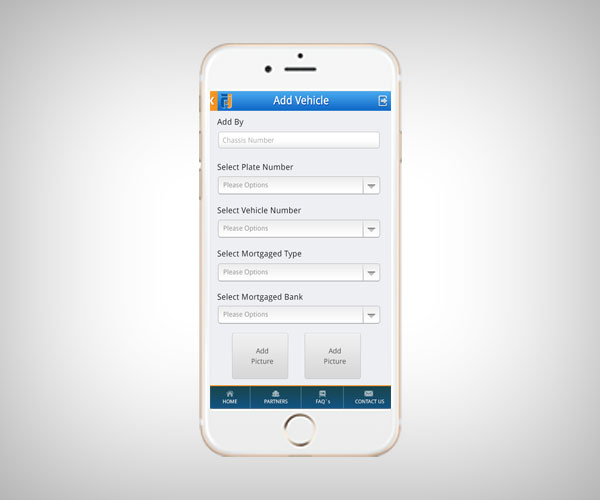 Add Vehicle
Add By
Chassis Number
Select Plate Number
Please Options
Select Vehicle Number
Please Options
Select Mortgaged Type
Please Options
Select Mortgaged Bank
Please Options
Add
Picture
Add
Picture
HOME
PARTNERS
FAQ`s
CONTACT US